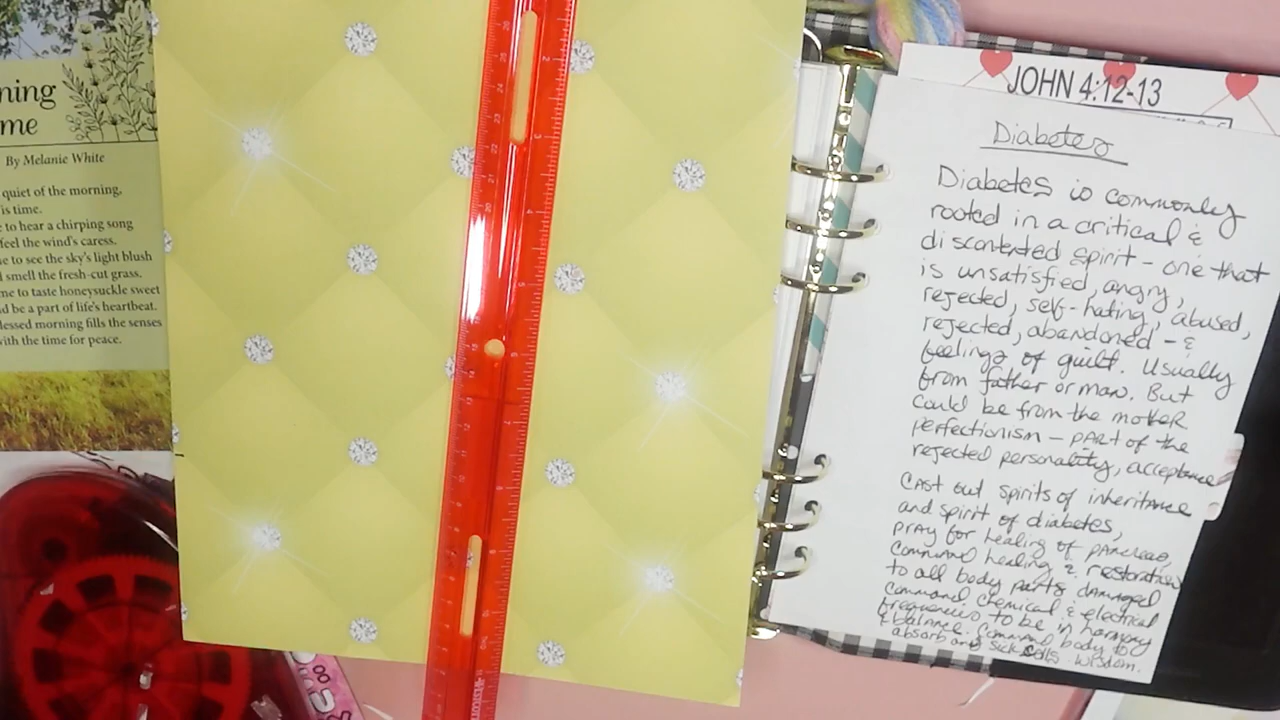 ning
me
By Melanie White
quiet of the morning.
is time.
e to hear a chirping song
feel the wind's caress.
e to see the sky's light blush
d smell the fresh-cut grass.
me to taste honeysuckle sweet
nd be a part of life's heartbeat.
lessed morning fills the senses
with the time for peace.
JOHN 4:12-13
Diabetes
Diabetes is commonly
rooted in a critical &
discontented spirit - one that
is unsatisfied, angry,
rejected, self-hating, abused,
rejected, abandoned - &
feelings of guilt. Usually
from father or man. But
could be from the mother
perfectionism - part of the
rejected personality, acceptance
Cast out spirits of inheritance
and spirit of diabetes,
pray for healing of pancreas,
command healing & restoration
to all body parts damaged
command chemical & electrical
frequencies to be in harmony
& balance. Command body to
absorb any sick cells. Wisdom.
WESTCOTT